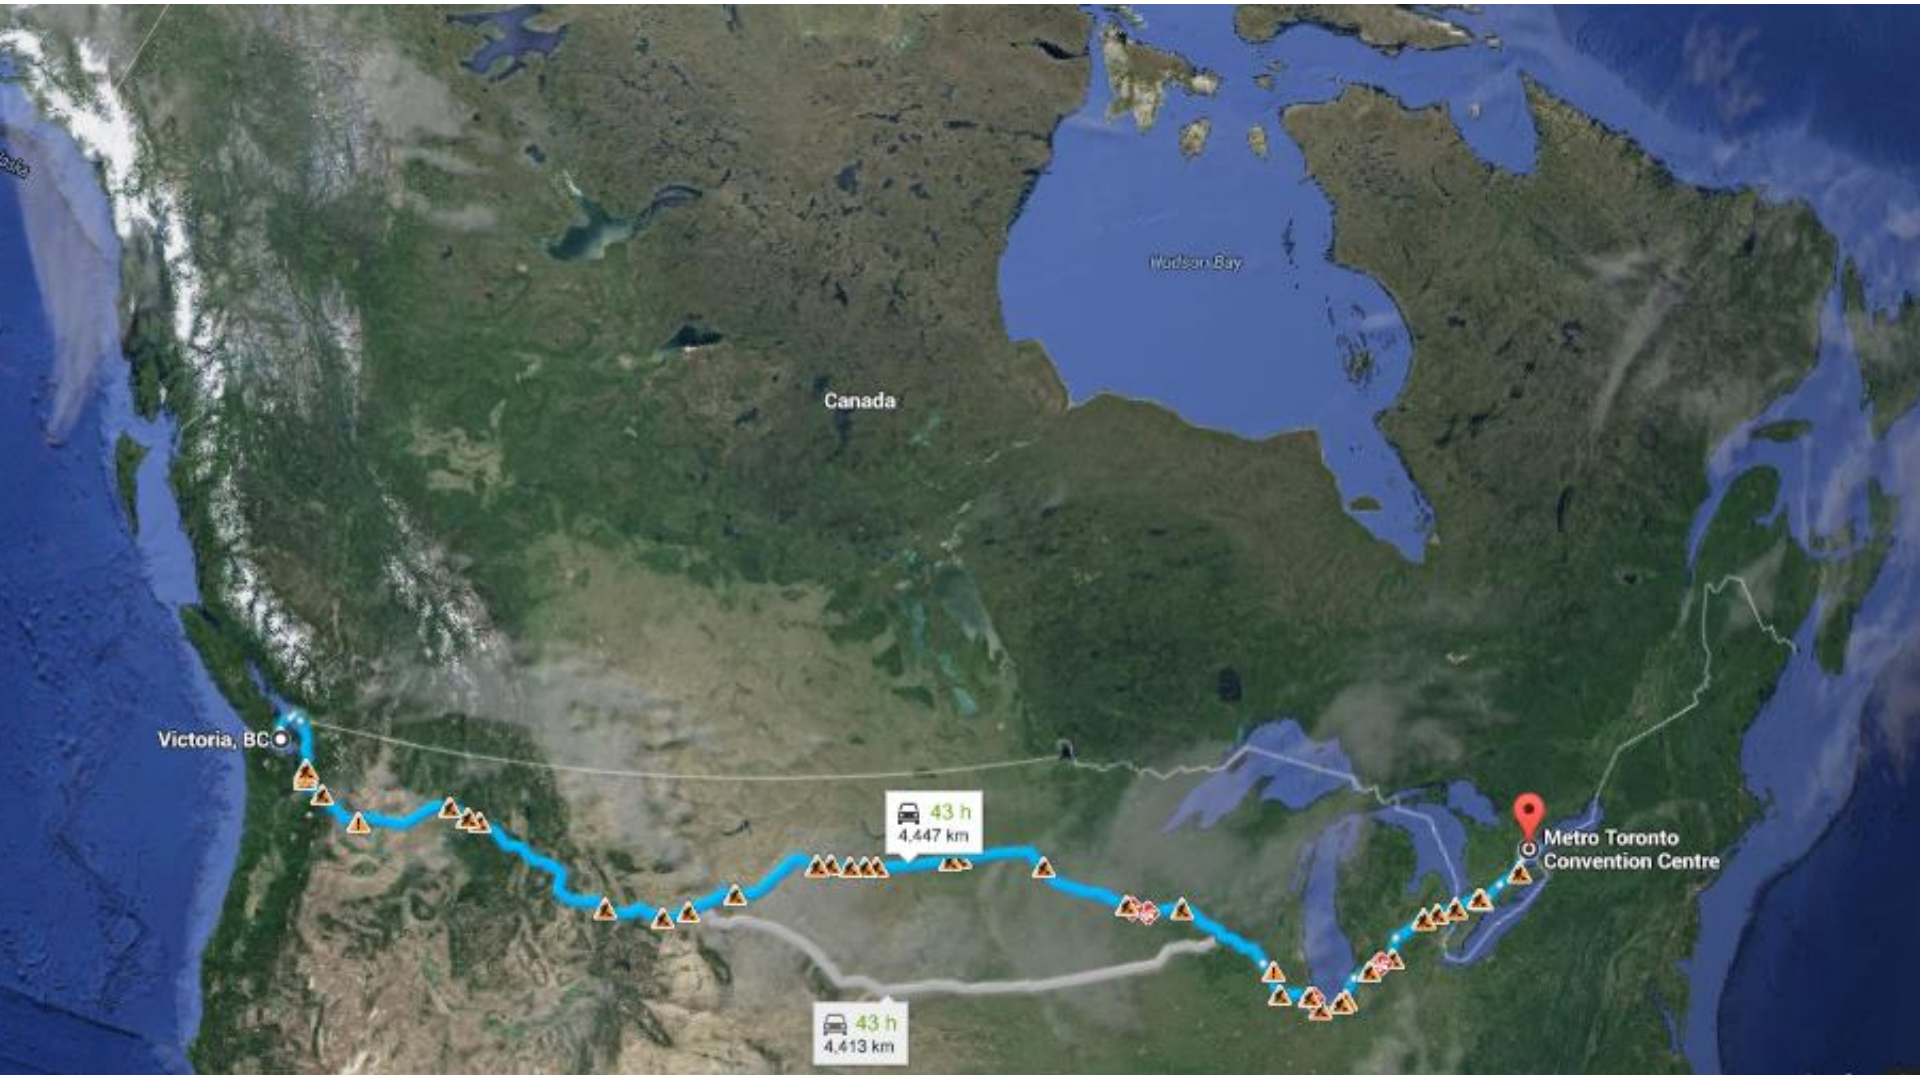 Hudson Bay
Canada
Victoria, BC
43 h
4,447 km
Metro Toronto
Convention Centre
43 h
4,413 km